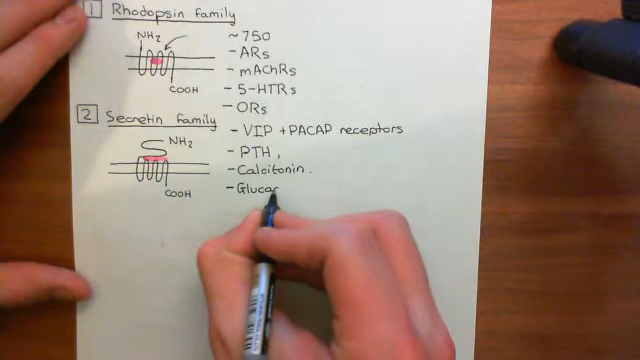 1 Rhodopsin family
NH2
~750
- ARs
- mAChRs
- 5-HTRs
- ORs
COOH
2 Secretin family
NH2
- VIP + PACAP receptors
- PTH,
- Calcitonin.
- Glucag
COOH